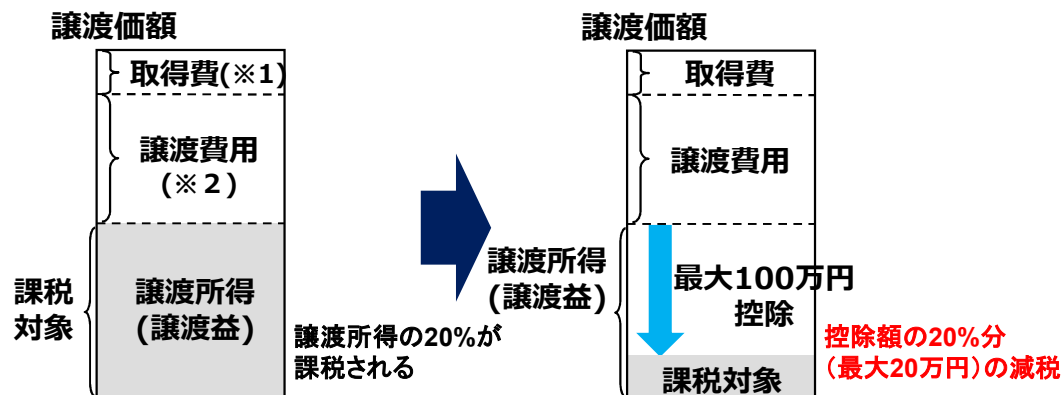 譲渡価額
取得費(※1)
譲渡費用
(※２)
課税
対象
譲渡所得
(譲渡益)
譲渡所得の20%が
課税される
譲渡価額
取得費
譲渡費用
譲渡所得
(譲渡益)
最大100万円
控除
課税対象
控除額の20%分
（最大20万円）の減税